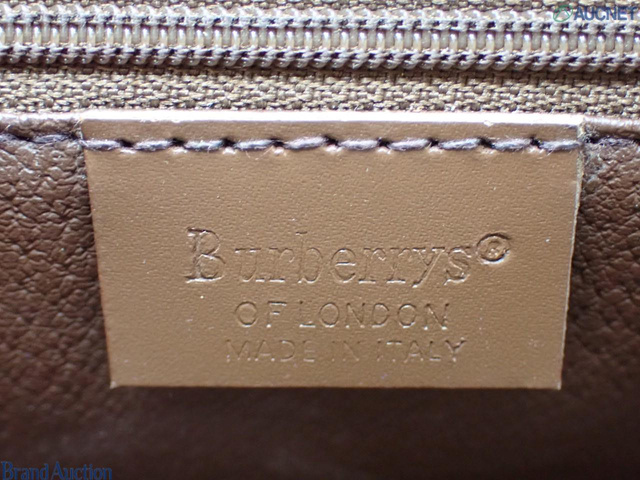 AUCNET
Burberrys®
OF LONDON
MADE IN ITALY
Brand Auction